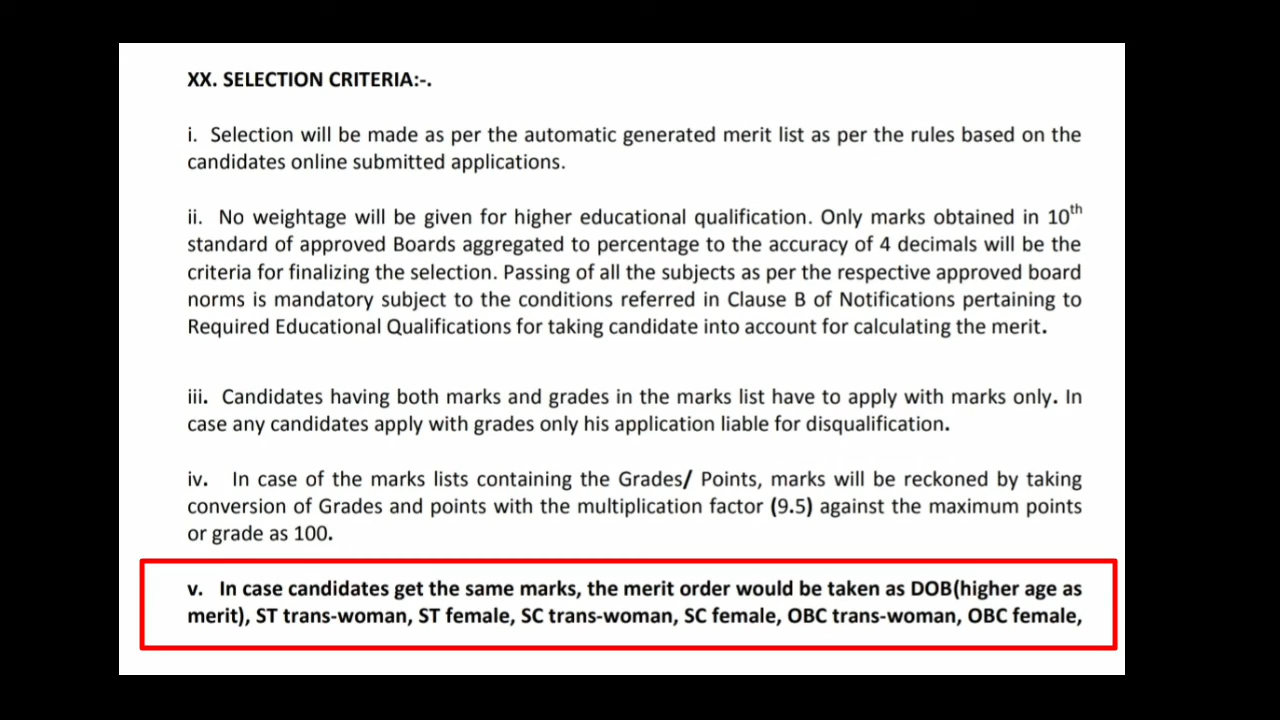 XX. SELECTION CRITERIA:-.
i. Selection will be made as per the automatic generated merit list as per the rules based on the
candidates online submitted applications.
ii. No weightage will be given for higher educational qualification. Only marks obtained in 10th
standard of approved Boards aggregated to percentage to the accuracy of 4 decimals will be the
criteria for finalizing the selection. Passing of all the subjects as per the respective approved board
norms is mandatory subject to the conditions referred in Clause B of Notifications pertaining to
Required Educational Qualifications for taking candidate into account for calculating the merit.
iii. Candidates having both marks and grades in the marks list have to apply with marks only. In
case any candidates apply with grades only his application liable for disqualification.
iv. In case of the marks lists containing the Grades/ Points, marks will be reckoned by taking
conversion of Grades and points with the multiplication factor (9.5) against the maximum points
or grade as 100.
v. In case candidates get the same marks, the merit order would be taken as DOB(higher age as
merit), ST trans-woman, ST female, SC trans-woman, SC female, OBC trans-woman, OBC female,